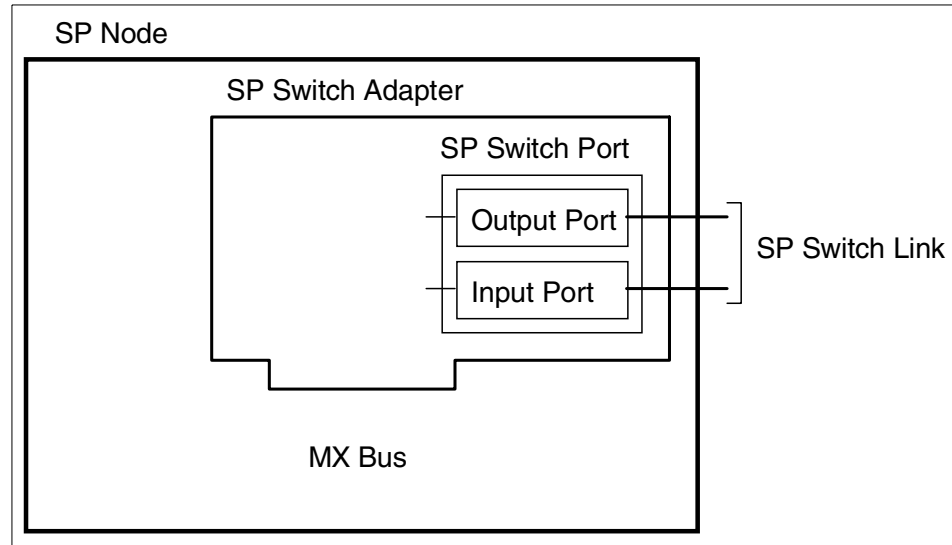 SP Node
SP Switch Adapter
SP Switch Port
Output Port
SP Switch Link
Input Port
MX Bus